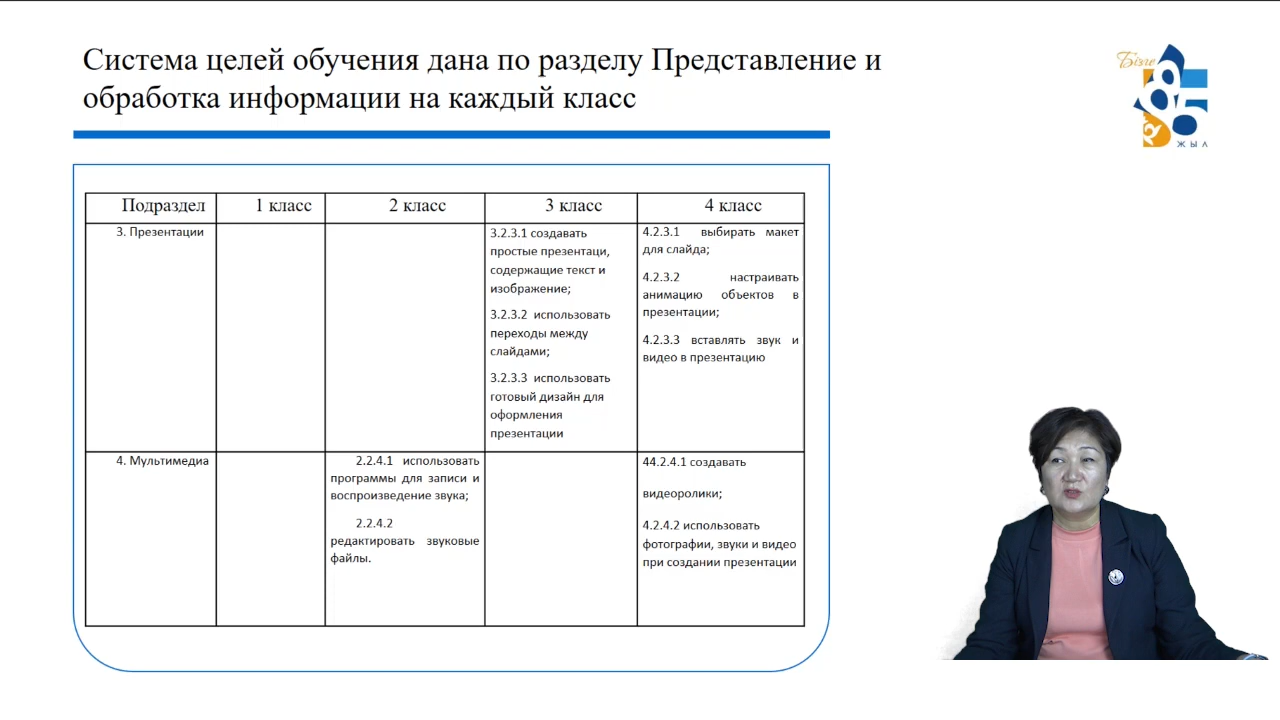 Система целей обучения дана по разделу Представление и
обработка информации на каждый класс
Бізге
85
ЖЫЛ
Подраздел 1 класс 2 класс 3 класс 4 класс
3. Презентации
3.2.3.1 создавать
простые презентаци,
содержащие текст и
изображение;
3.2.3.2 использовать
переходы между
слайдами;
3.2.3.3 использовать
готовый дизайн для
оформления
презентации
4.2.3.1 выбирать макет
для слайда;
4.2.3.2 настраивать
анимацию объектов в
презентации;
4.2.3.3 вставлять звук и
видео в презентацию
4. Мультимедиа
2.2.4.1 использовать
программы для записи и
воспроизведение звука;
2.2.4.2
редактировать звуковые
файлы.
44.2.4.1 создавать
видеоролики;
4.2.4.2 использовать
фотографии, звуки и видео
при создании презентации